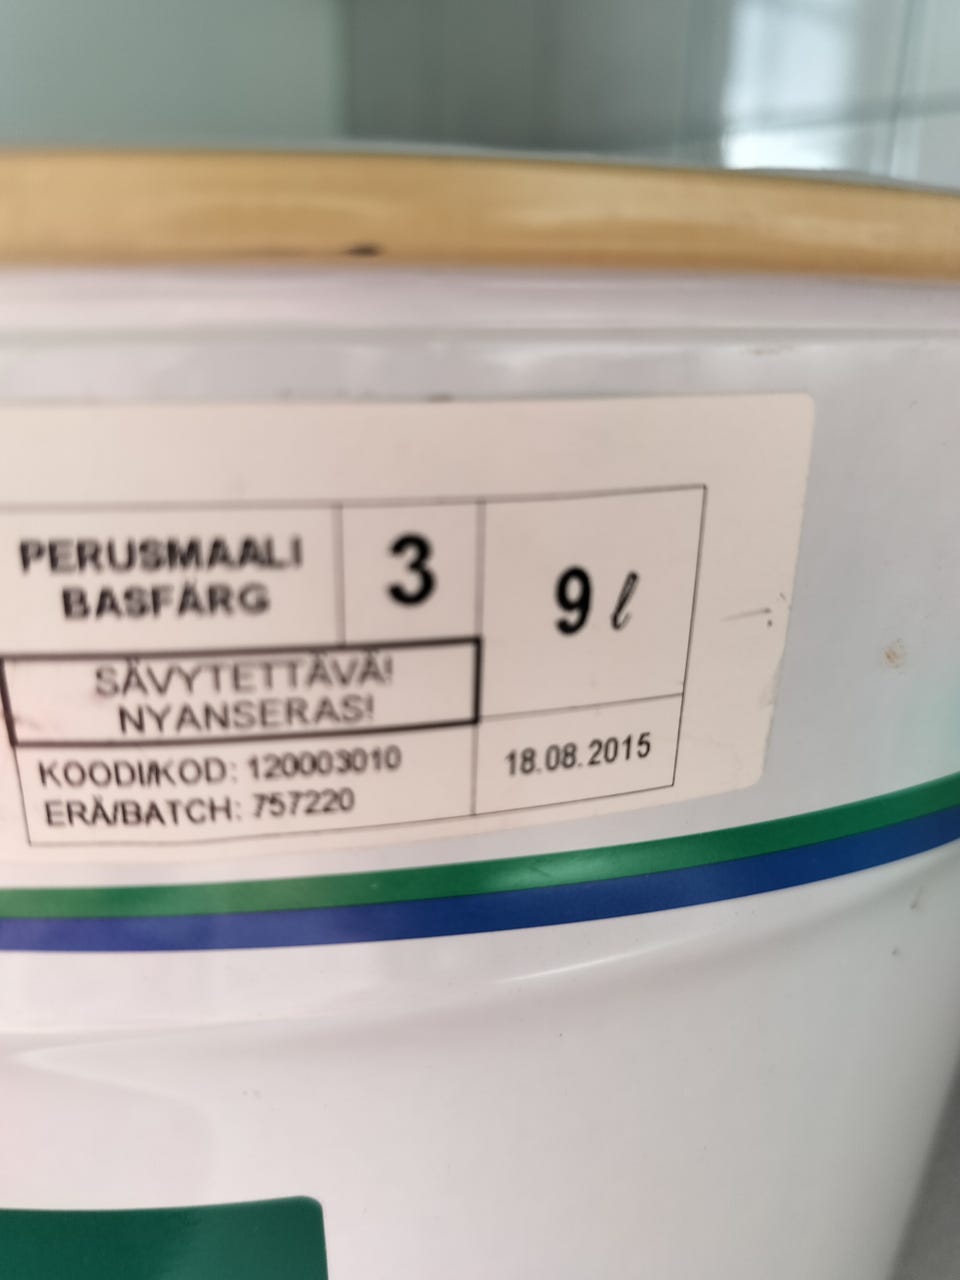 PERUSMAALI
BASFÄRG
3
9 ℓ
SÄVYTETTÄVÄ!
NYANSERAS!
KOODI/KOD: 120003010
ERÄ/BATCH: 757220
18.08.2015